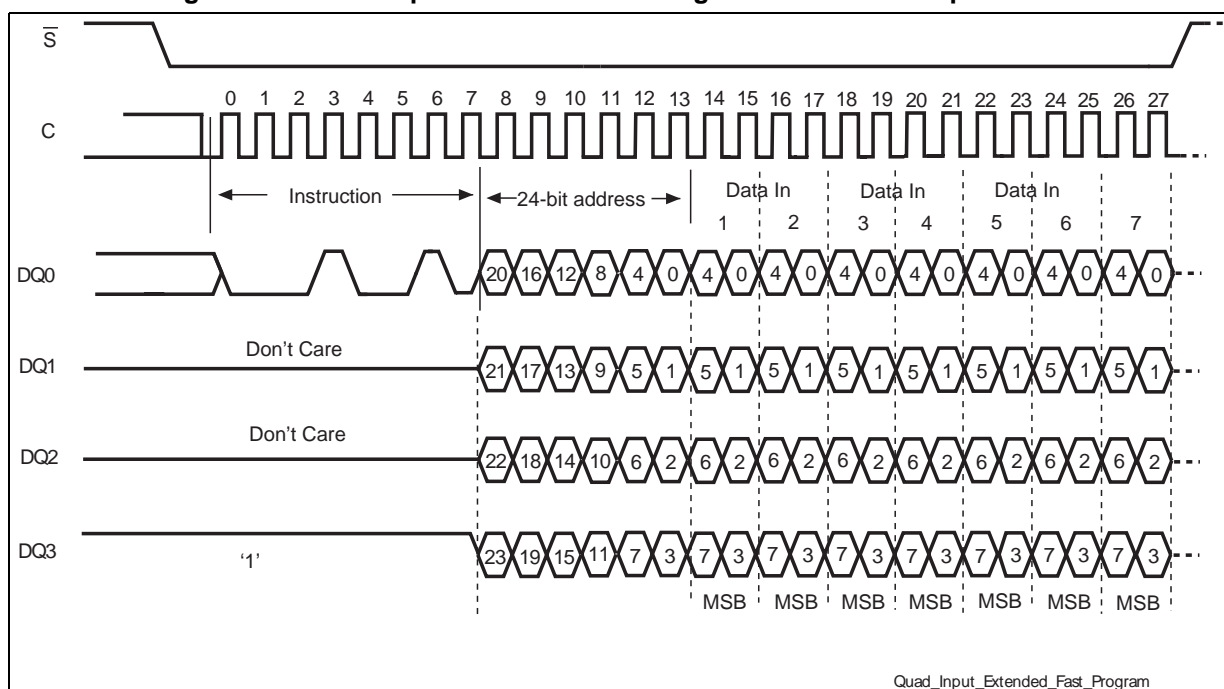 S
0 1 2 3 4 5 6 7 8 9 10 11 12 13 14 15 16 17 18 19 20 21 22 23 24 25 26 27
C
Instruction 24-bit address Data In Data In Data In
1 2 3 4 5 6 7
DQ0 20 16 12 8 4 0 4 0 4 0 4 0 4 0 4 0 4 0 4 0
Don't Care
DQ1 21 17 13 9 5 1 5 1 5 1 5 1 5 1 5 1 5 1 5 1
Don't Care
DQ2 22 18 14 10 6 2 6 2 6 2 6 2 6 2 6 2 6 2 6 2
DQ3 '1' 23 19 15 11 7 3 7 3 7 3 7 3 7 3 7 3 7 3 7 3
MSB MSB MSB MSB MSB MSB MSB
Quad_Input_Extended_Fast_Program